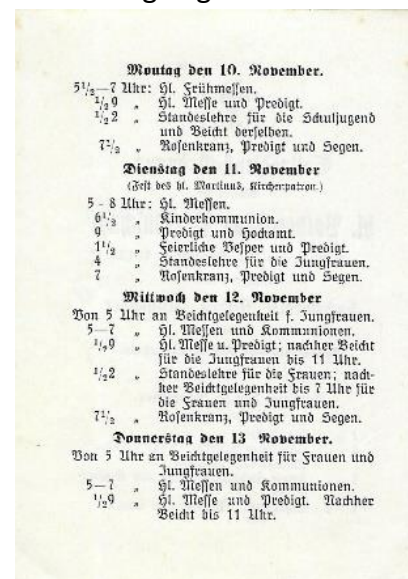 Montag den 10. November.
5½—7 Uhr: Hl. Frühmessen.
½9 „ Hl. Messe und Predigt.
½2 „ Standeslehre für die Schuljugend
und Beicht derselben.
7½ „ Rosenkranz, Predigt und Segen.
Dienstag den 11. November
(Fest des hl. Martinus, Kirchenpatron.)
5 - 8 Uhr: Hl. Messen.
6½ „ Kinderkommunion.
9 „ Predigt und Hochamt.
1½ „ Feierliche Vesper und Predigt.
4 „ Standeslehre für die Jungfrauen.
7 „ Rosenkranz, Predigt und Segen.
Mittwoch den 12. November
Von 5 Uhr an Beichtgelegenheit f. Jungfrauen.
5—7 „ Hl. Messen und Kommunionen.
½9 „ Hl. Messe u. Predigt; nachher Beicht
für die Jungfrauen bis 11 Uhr.
½2 „ Standeslehre für die Frauen; nach-
her Beichtgelegenheit bis 7 Uhr für
die Frauen und Jungfrauen.
7½ „ Rosenkranz, Predigt und Segen.
Donnerstag den 13 November.
Von 5 Uhr an Beichtgelegenheit für Frauen und
Jungfrauen.
5—7 „ Hl. Messen und Kommunionen.
½9 „ Hl. Messe und Predigt. Nachher
Beicht bis 11 Uhr.